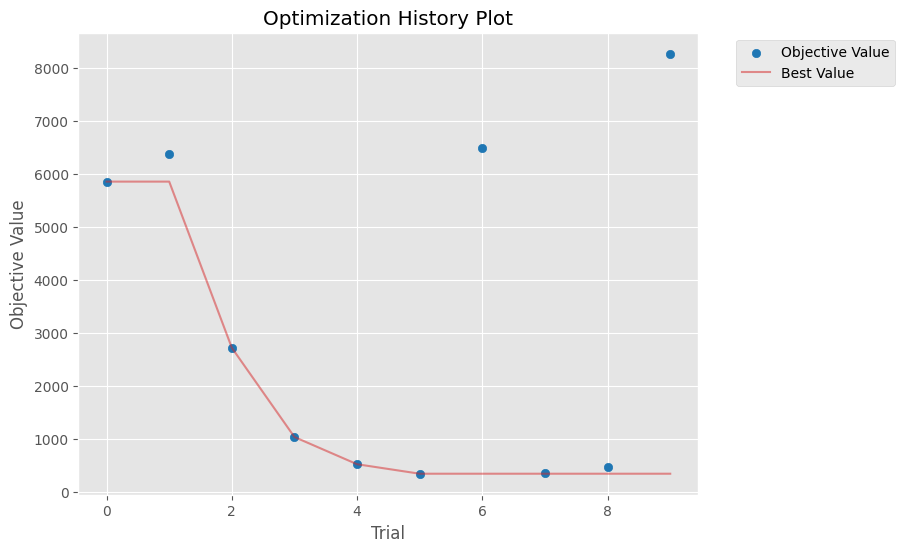 Optimization History Plot
Objective Value
Best Value
8000
7000
6000
5000
4000
3000
2000
1000
0
Objective Value
0 2 4 6 8
Trial